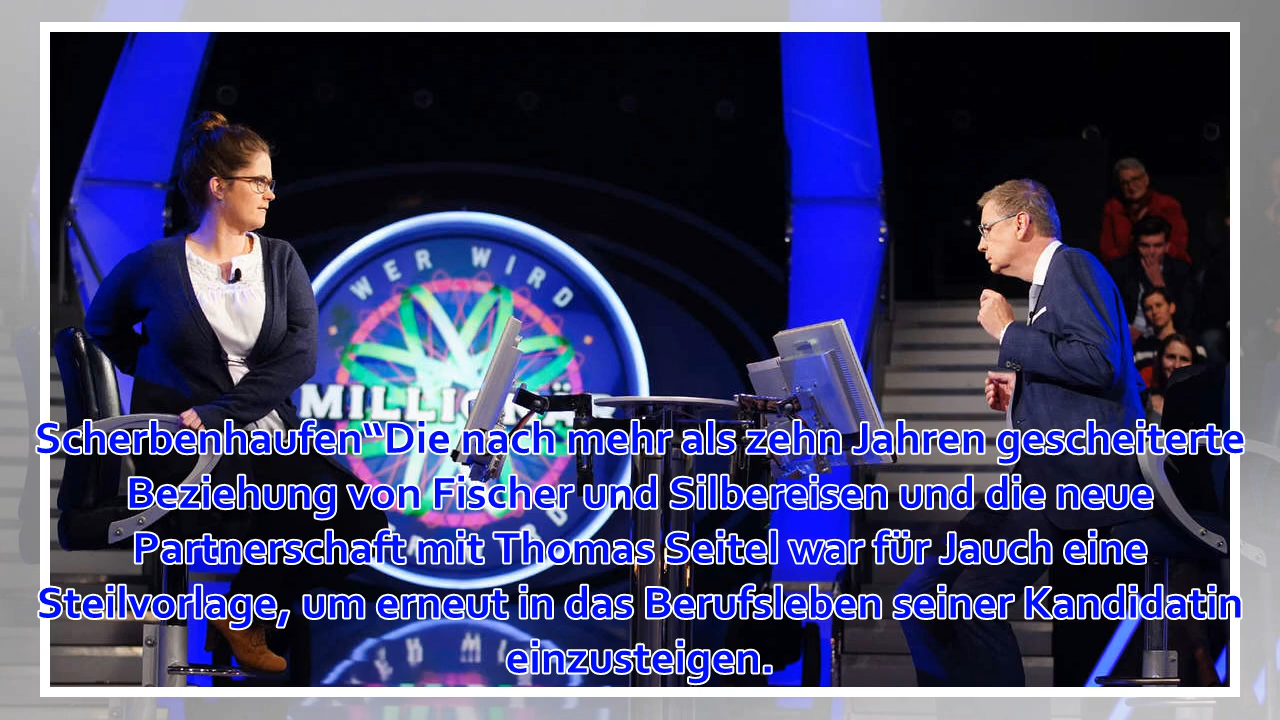 WER WIRD
MILLIONÄR
Scherbenhaufen“Die nach mehr als zehn Jahren gescheiterte
Beziehung von Fischer und Silbereisen und die neue
Partnerschaft mit Thomas Seitel war für Jauch eine
Steilvorlage, um erneut in das Berufsleben seiner Kandidatin
einzusteigen.